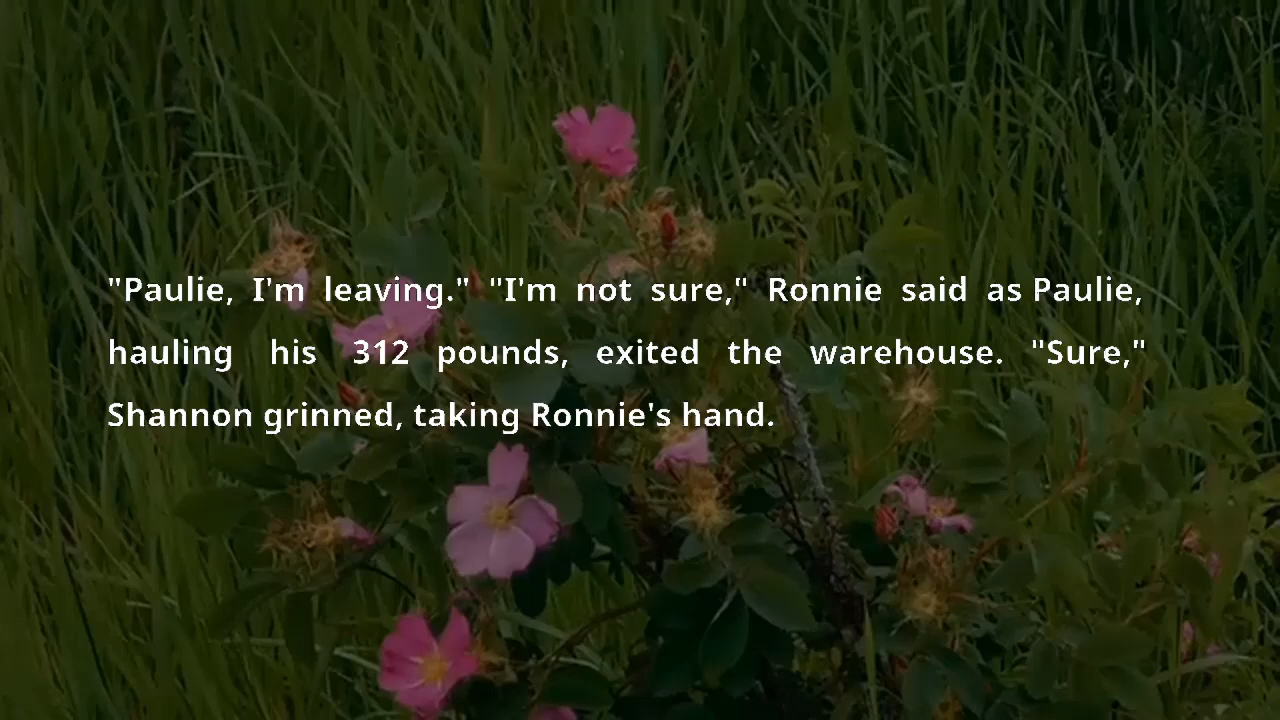 "Paulie, I'm leaving." "I'm not sure," Ronnie said as Paulie,
hauling his 312 pounds, exited the warehouse. "Sure,"
Shannon grinned, taking Ronnie's hand.